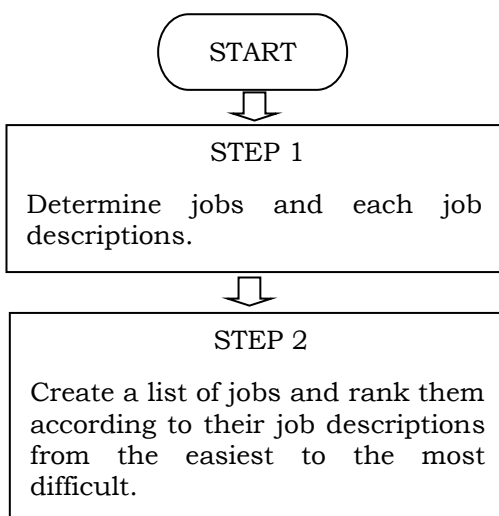 START
STEP 1
Determine jobs and each job
descriptions.
STEP 2
Create a list of jobs and rank them
according to their job descriptions
from the easiest to the most
difficult.